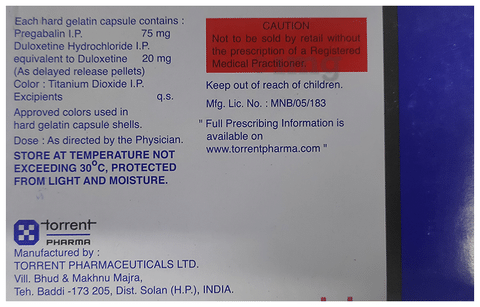 Each hard gelatin capsule contains :
Pregabalin I.P. 75 mg
Duloxetine Hydrochloride I.P.
equivalent to Duloxetine 20 mg
(As delayed release pellets)
Color : Titanium Dioxide I.P.
Excipients q.s.
Approved colors used in
hard gelatin capsule shells.
Dose : As directed by the Physician.
STORE AT TEMPERATURE NOT
EXCEEDING 30°C, PROTECTED
FROM LIGHT AND MOISTURE.
torrent
PHARMA
Manufactured by :
TORRENT PHARMACEUTICALS LTD.
Vill. Bhud & Makhnu Majra,
Teh. Baddi -173 205, Dist. Solan (H.P.), INDIA.
CAUTION
Not to be sold by retail without
the prescription of a Registered
Medical Practitioner.
Keep out of reach of children.
Mfg. Lic. No. : MNB/05/183
" Full Prescribing Information is
available on
www.torrentpharma.com "